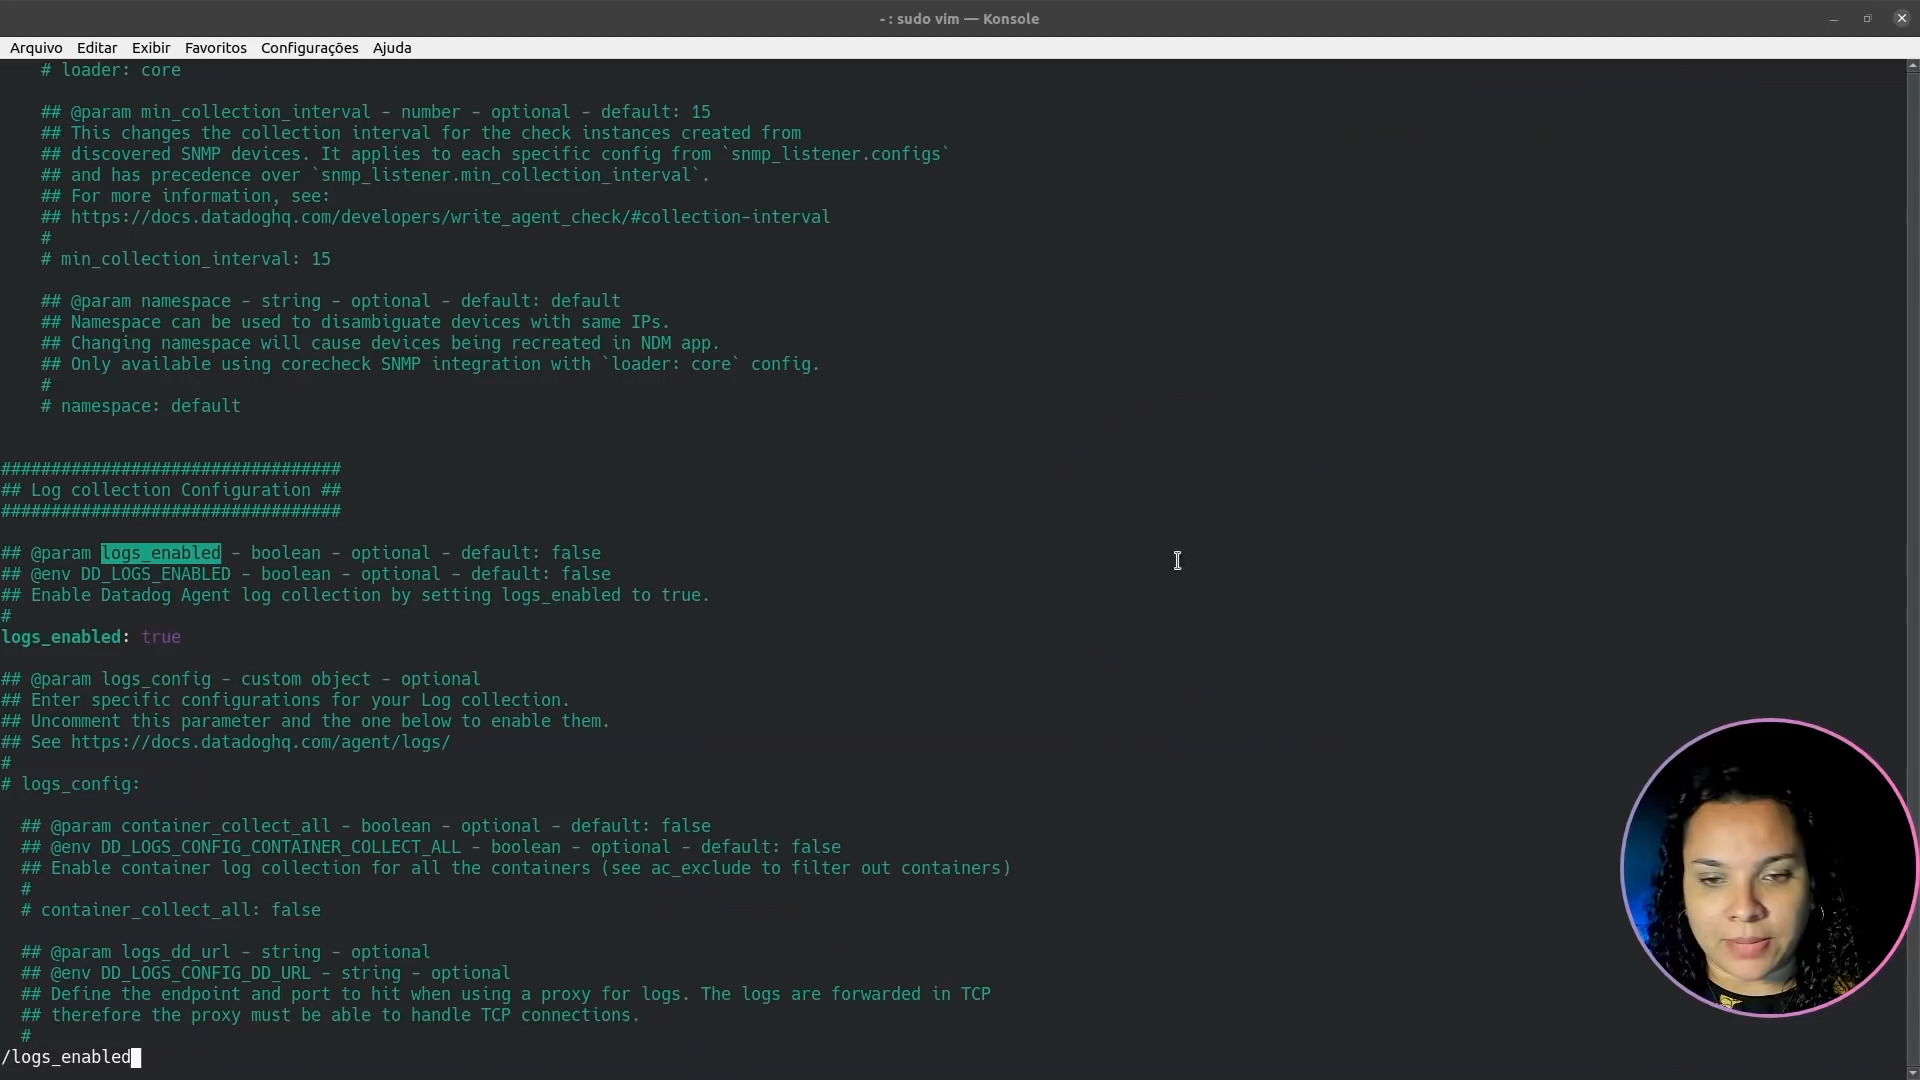 - : sudo vim — Konsole
Arquivo Editar Exibir Favoritos Configurações Ajuda
# loader: core
## @param min_collection_interval - number - optional - default: 15
## This changes the collection interval for the check instances created from
## discovered SNMP devices. It applies to each specific config from `snmp_listener.configs`
## and has precedence over `snmp_listener.min_collection_interval`.
## For more information, see:
## https://docs.datadoghq.com/developers/write_agent_check/#collection-interval
#
# min_collection_interval: 15
## @param namespace - string - optional - default: default
## Namespace can be used to disambiguate devices with same IPs.
## Changing namespace will cause devices being recreated in NDM app.
## Only available using corecheck SNMP integration with `loader: core` config.
#
# namespace: default
##################################
## Log collection Configuration ##
##################################
## @param logs_enabled - boolean - optional - default: false
## @env DD_LOGS_ENABLED - boolean - optional - default: false
## Enable Datadog Agent log collection by setting logs_enabled to true.
#
logs_enabled: true
## @param logs_config - custom object - optional
## Enter specific configurations for your Log collection.
## Uncomment this parameter and the one below to enable them.
## See https://docs.datadoghq.com/agent/logs/
#
# logs_config:
## @param container_collect_all - boolean - optional - default: false
## @env DD_LOGS_CONFIG_CONTAINER_COLLECT_ALL - boolean - optional - default: false
## Enable container log collection for all the containers (see ac_exclude to filter out containers)
#
# container_collect_all: false
## @param logs_dd_url - string - optional
## @env DD_LOGS_CONFIG_DD_URL - string - optional
## Define the endpoint and port to hit when using a proxy for logs. The logs are forwarded in TCP
## therefore the proxy must be able to handle TCP connections.
#
/logs_enabled